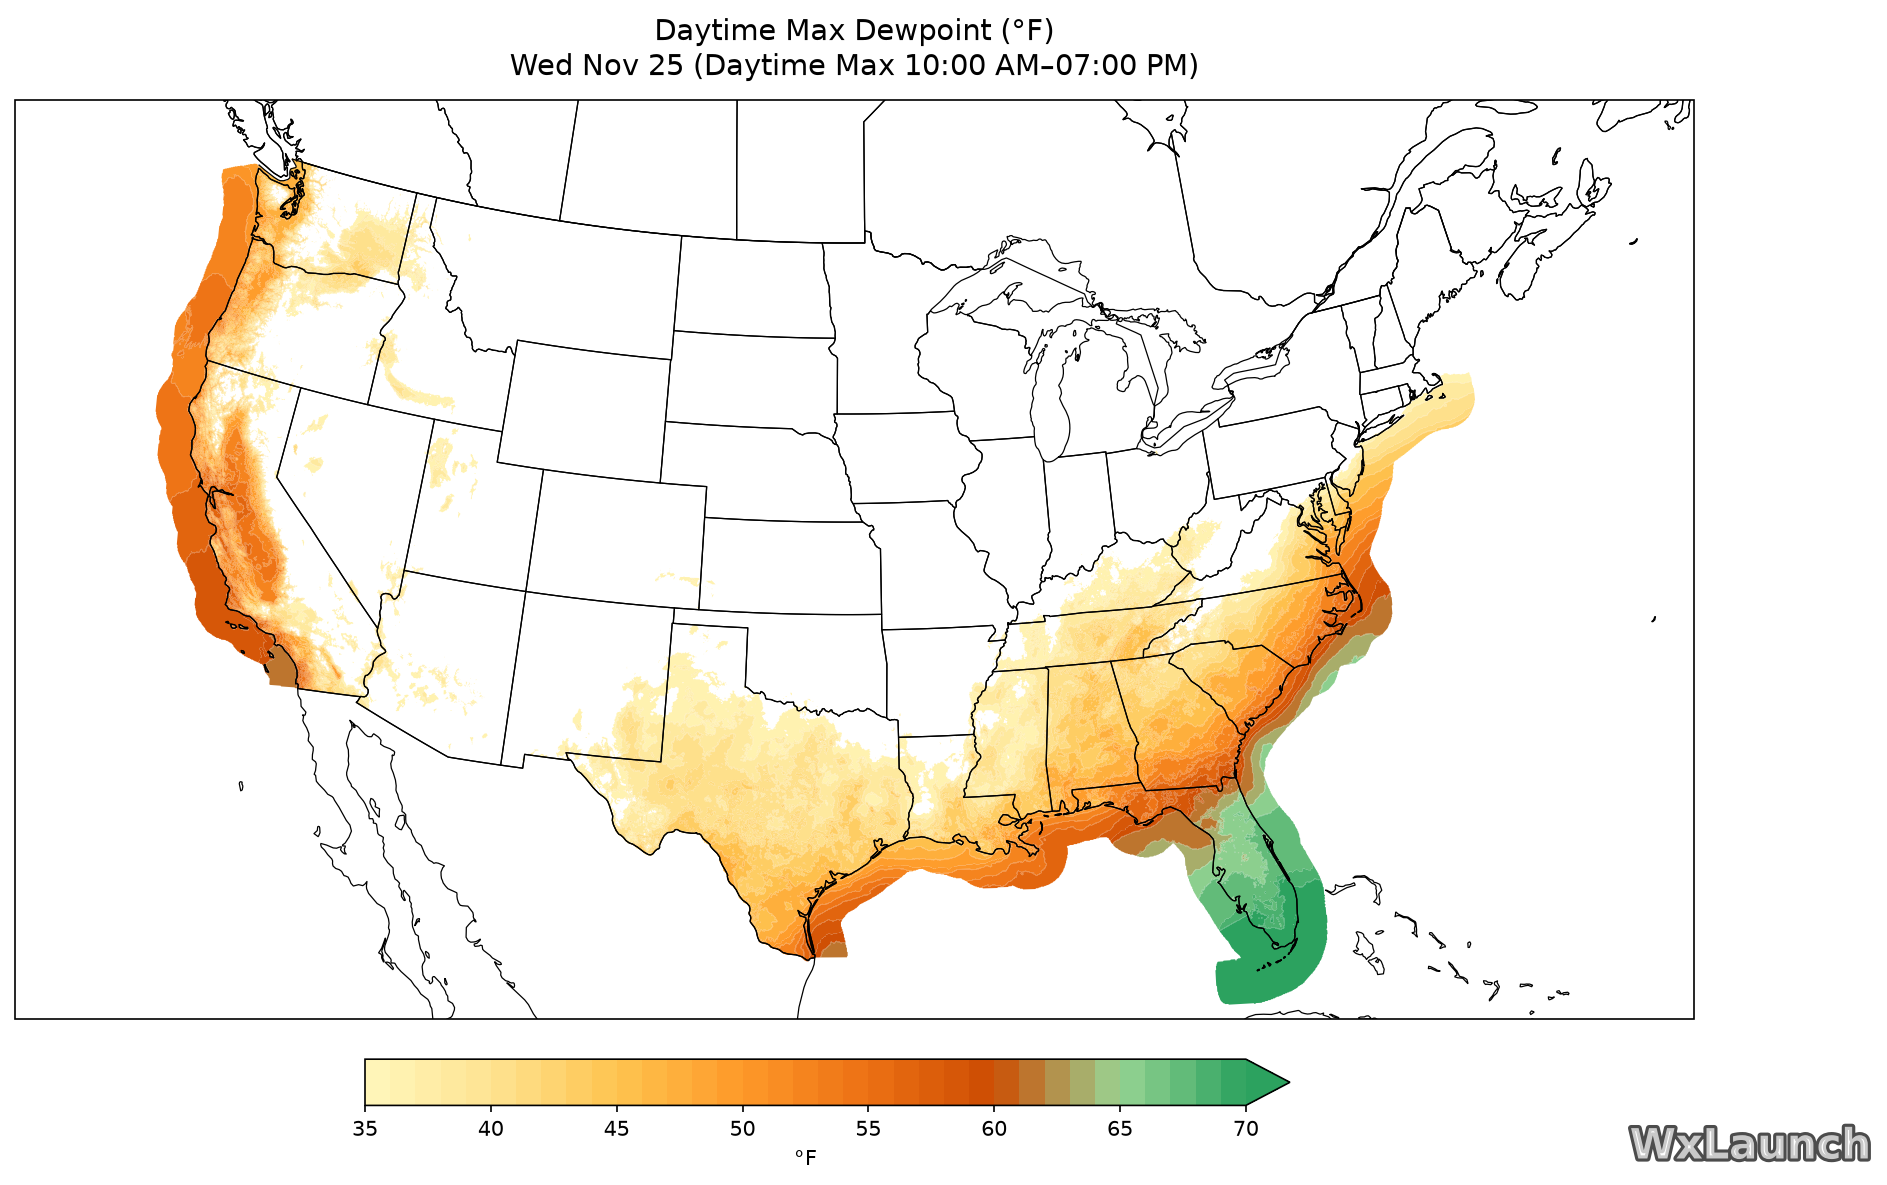 Daytime Max Dewpoint (°F)
Wed Nov 25 (Daytime Max 10:00 AM–07:00 PM)
35 40 45 50 55 60 65 70
°F
WxLaunch